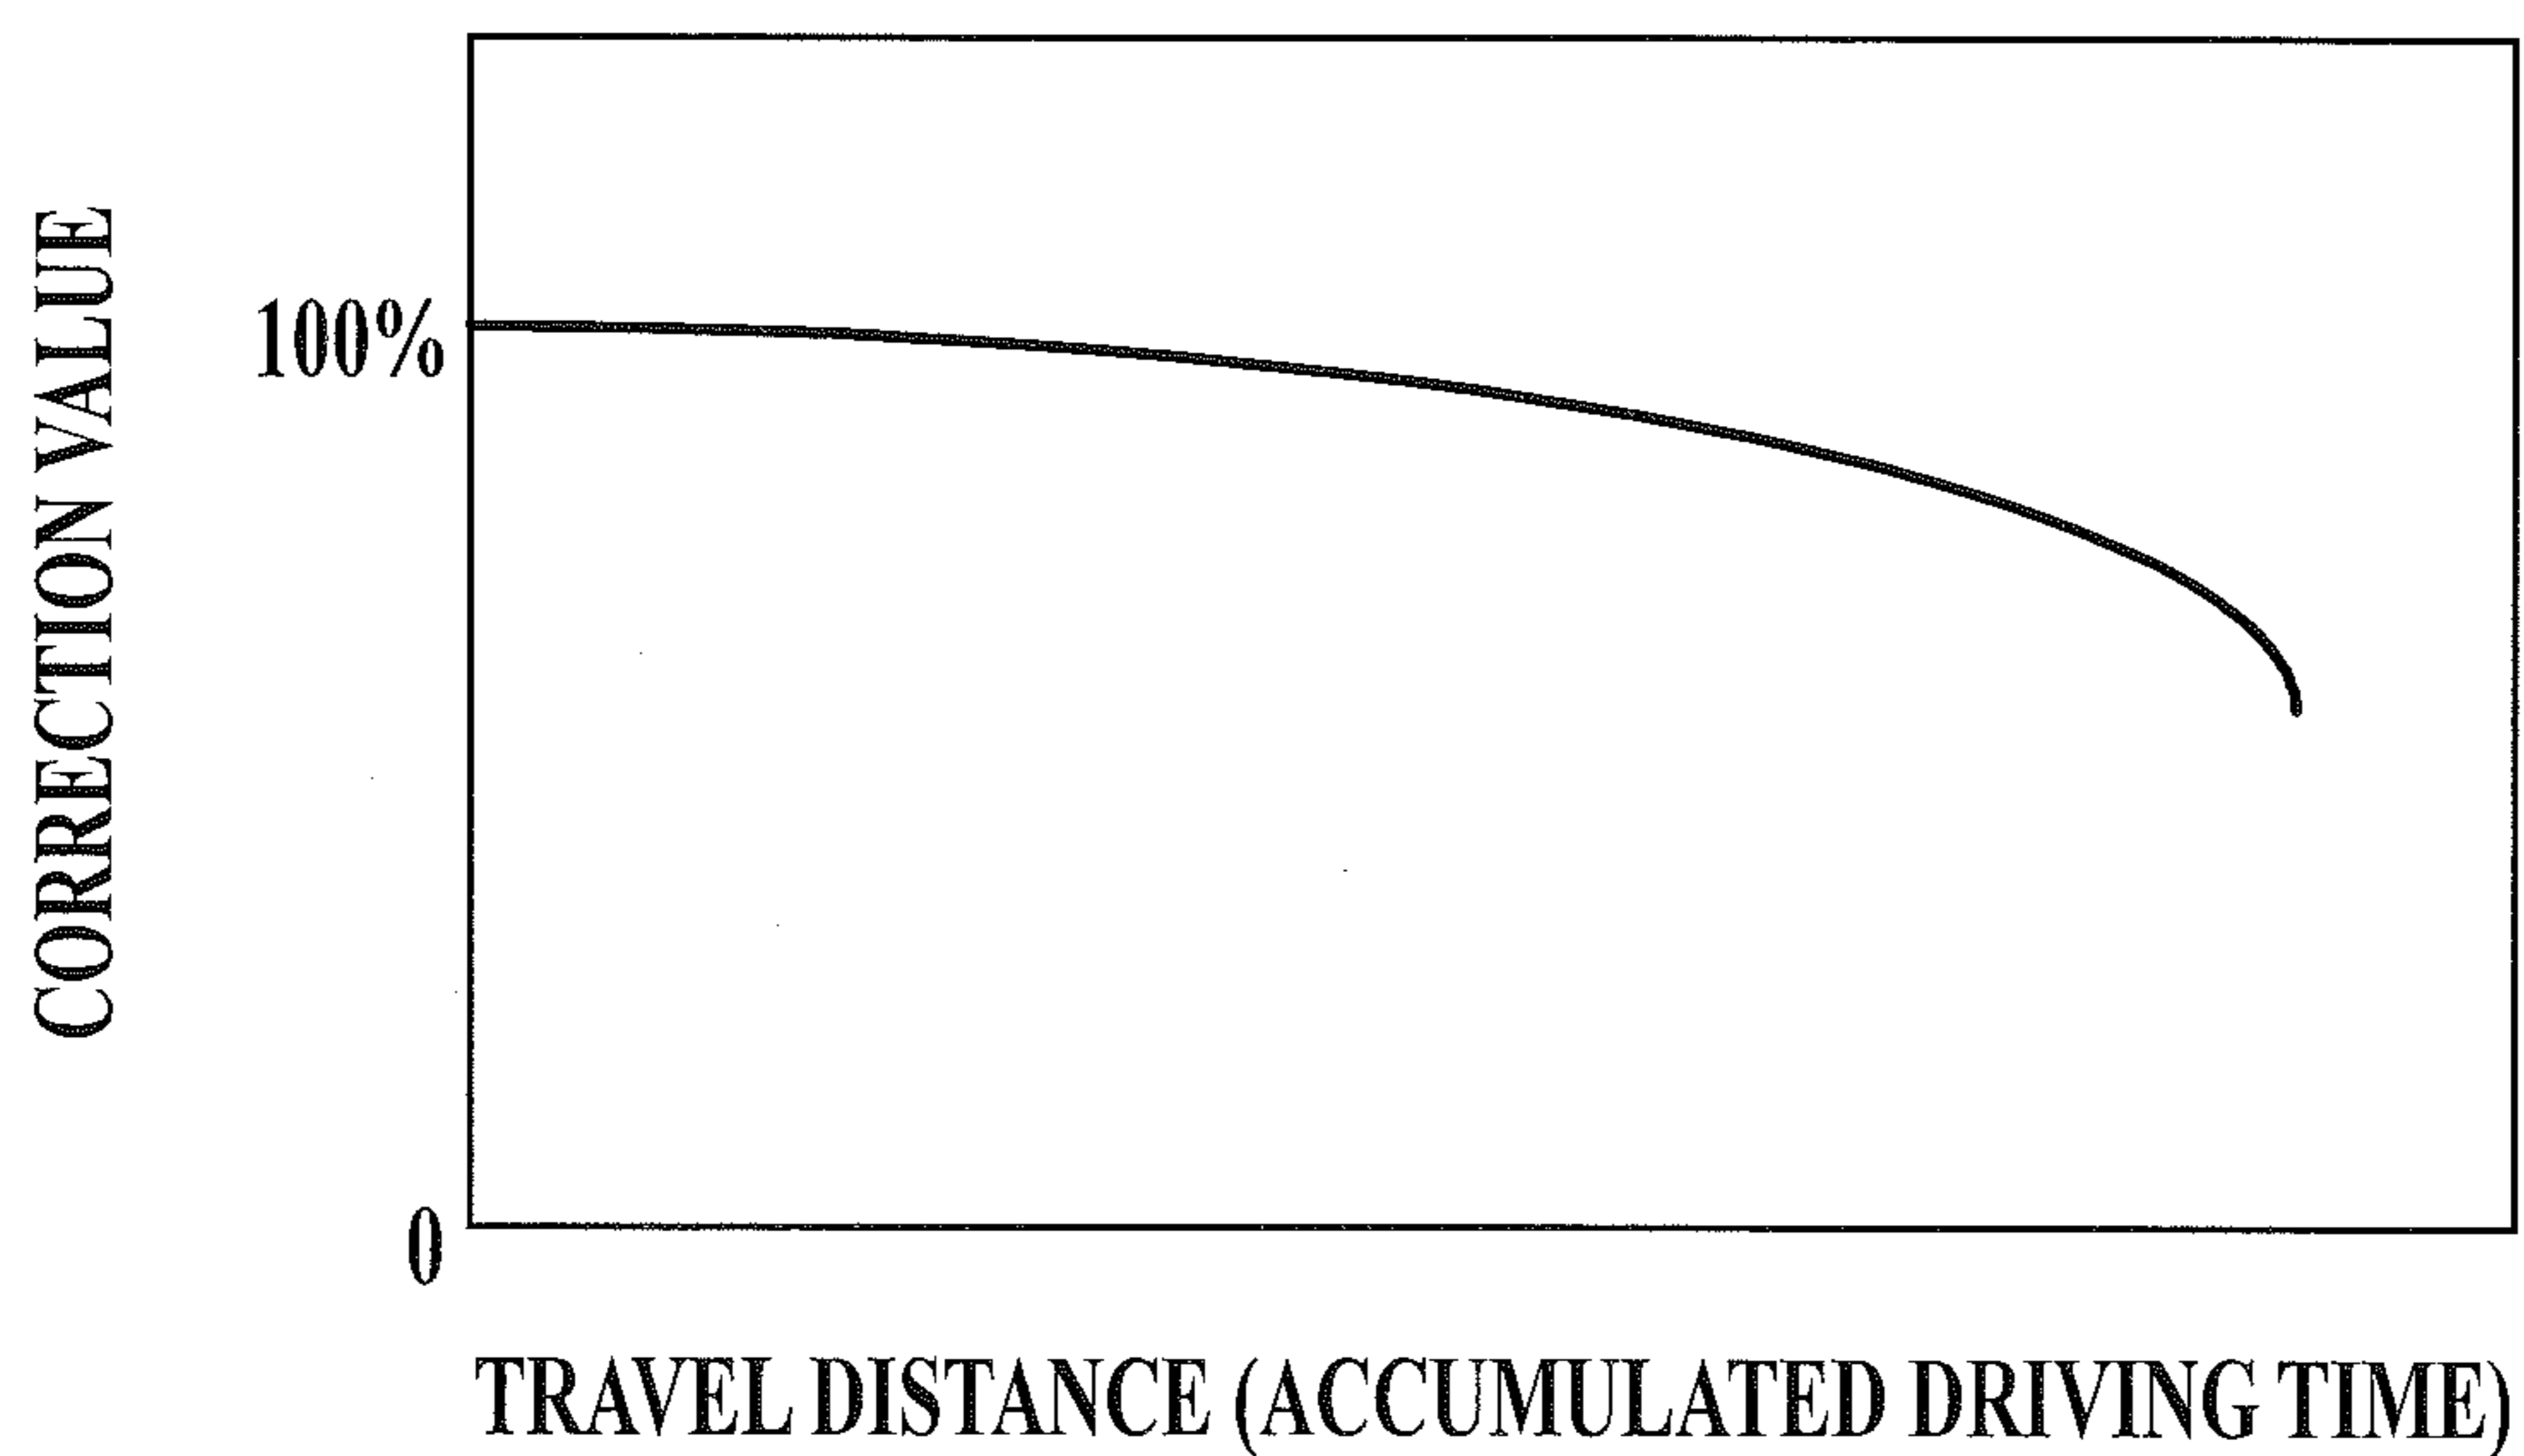 CORRECTION VALUE
100%
0
TRAVEL DISTANCE (ACCUMULATED DRIVING TIME)